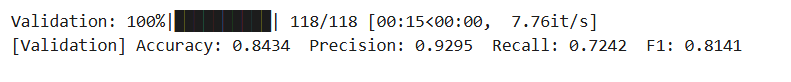 Validation: 100%|██████████| 118/118 [00:15<00:00,  7.76it/s]
[Validation] Accuracy: 0.8434  Precision: 0.9295  Recall: 0.7242  F1: 0.8141